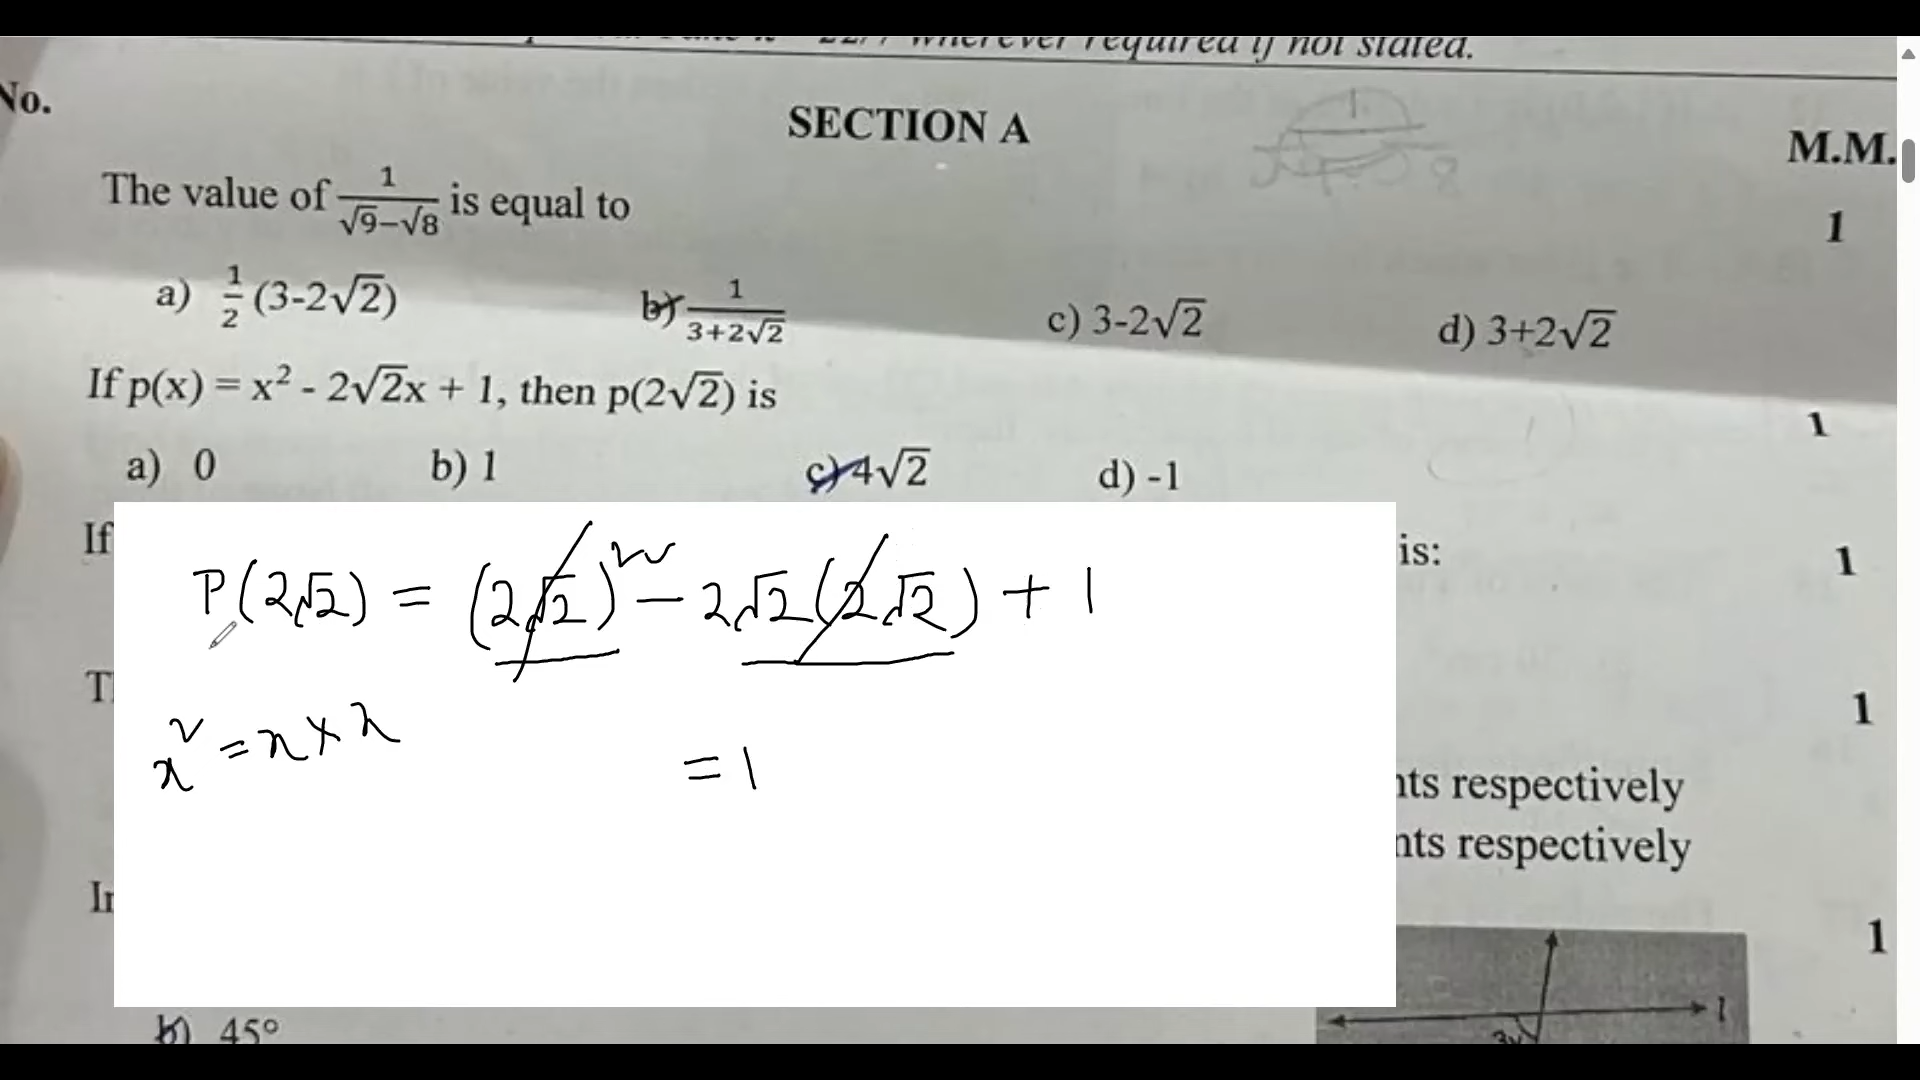 wherever required if not stated.
No.
SECTION A
M.M.
The value of 1/(√9−√8) is equal to
1
a) 1/2 (3-2√2) b) 1/(3+2√2) c) 3-2√2 d) 3+2√2
If p(x) = x² - 2√2x + 1, then p(2√2) is
1
a) 0 b) 1 c) 4√2 d) -1
If is:
1
P(2√2) = (2√2)² − 2√2(2√2) + 1
1
x² = x × x
= 1
nts respectively
nts respectively
1
b) 45°
l